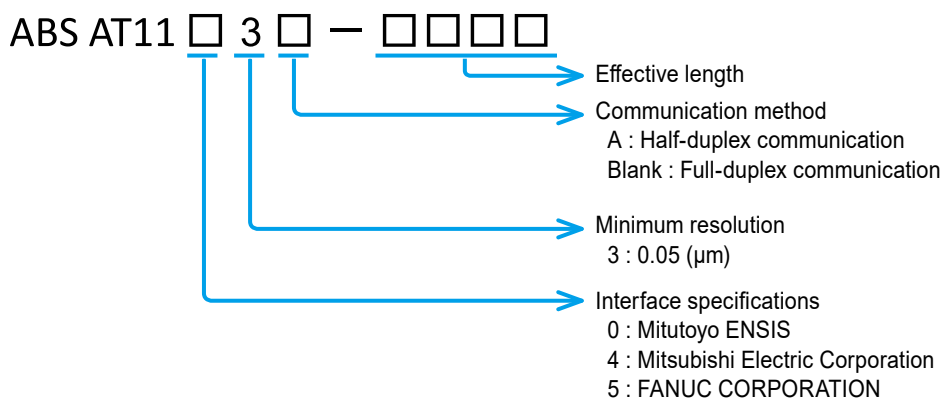 ABS AT11 □ 3 □ — □□□□
Effective length
Communication method
A : Half-duplex communication
Blank : Full-duplex communication
Minimum resolution
3 : 0.05 (μm)
Interface specifications
0 : Mitutoyo ENSIS
4 : Mitsubishi Electric Corporation
5 : FANUC CORPORATION